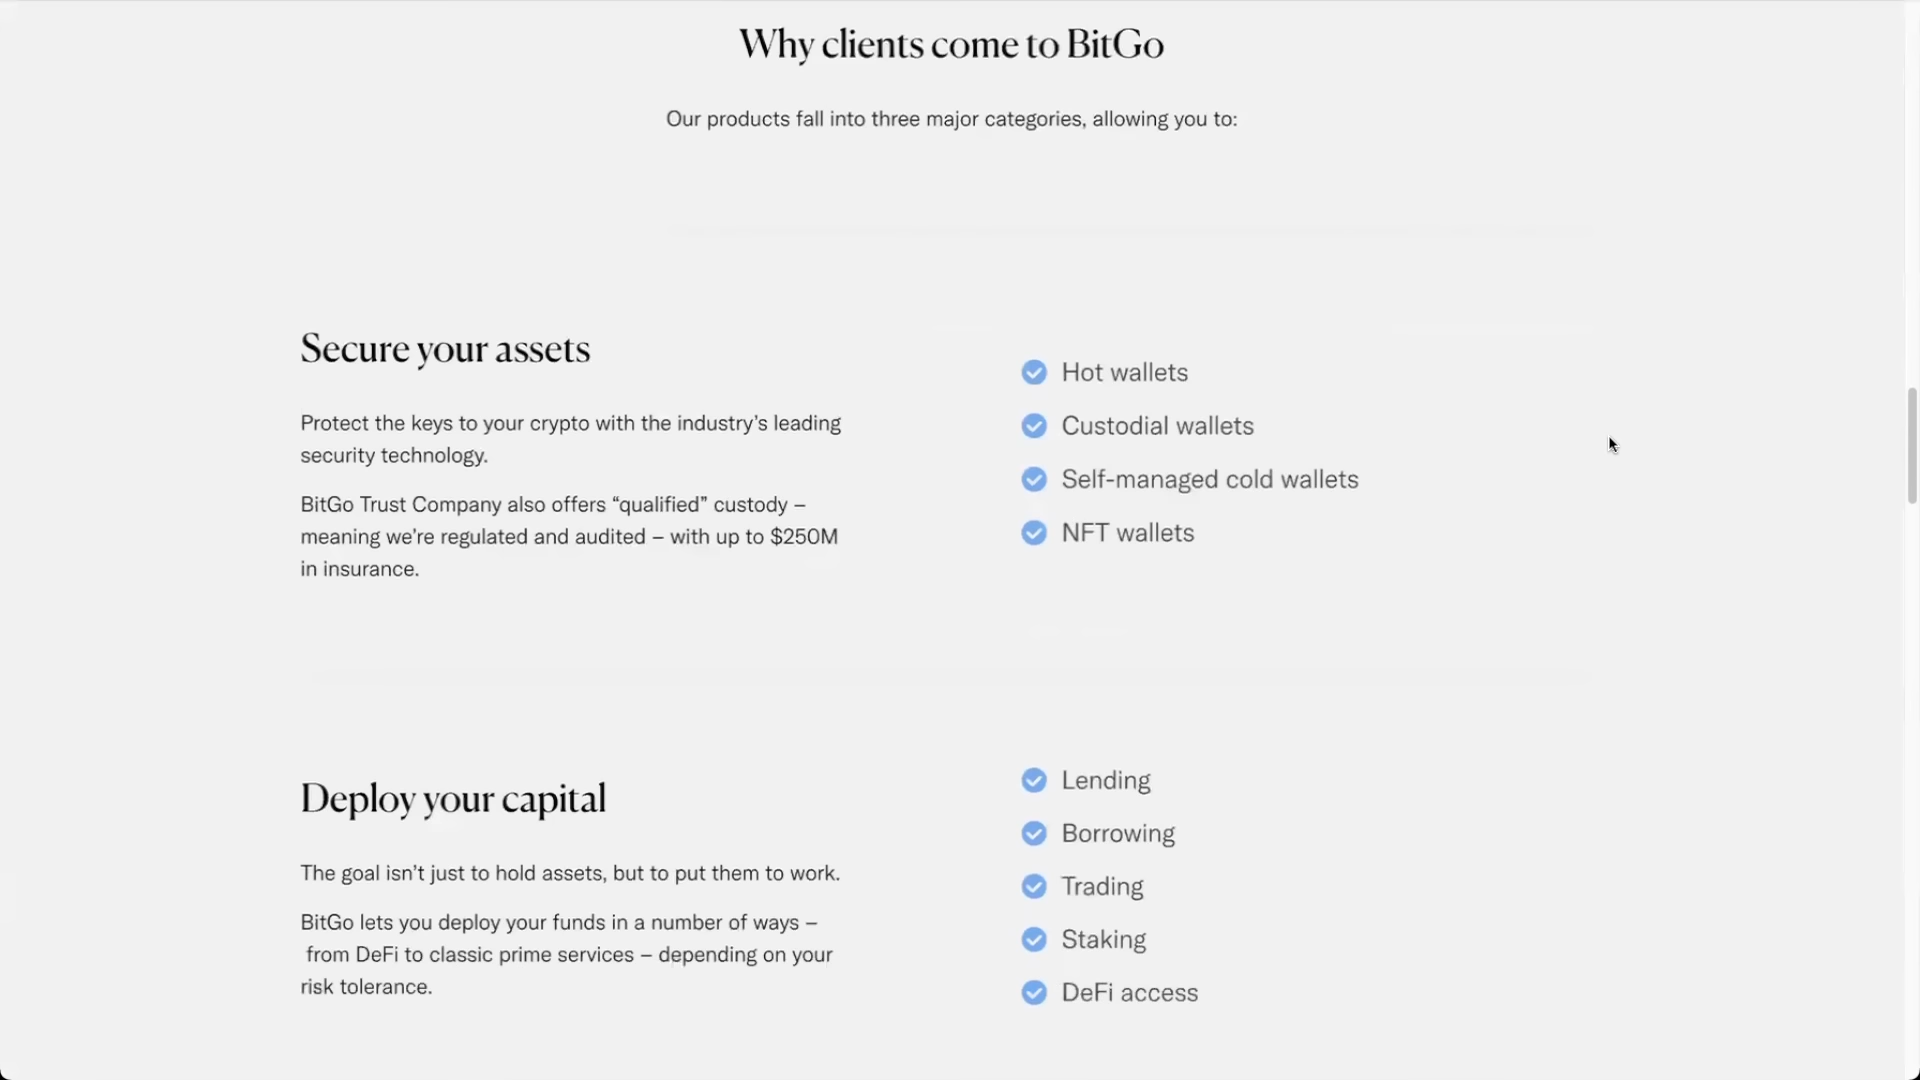 Why clients come to BitGo
Our products fall into three major categories, allowing you to:
Secure your assets
Protect the keys to your crypto with the industry’s leading
security technology.
BitGo Trust Company also offers “qualified” custody –
meaning we’re regulated and audited – with up to $250M
in insurance.
Hot wallets
Custodial wallets
Self-managed cold wallets
NFT wallets
Deploy your capital
The goal isn’t just to hold assets, but to put them to work.
BitGo lets you deploy your funds in a number of ways –
from DeFi to classic prime services – depending on your
risk tolerance.
Lending
Borrowing
Trading
Staking
DeFi access